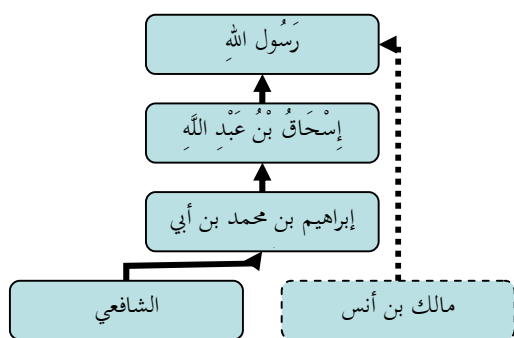 رَسُول اللهِ
إِسْحَاقُ بْنُ عَبْدِ اللَّهِ
إبراهيم بن محمد بن أبي
الشافعي
مالك بن أنس